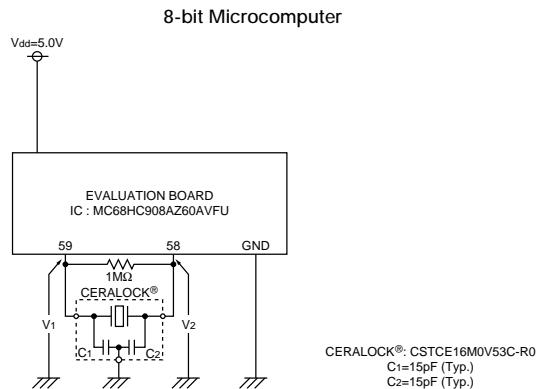 8-bit Microcomputer
Vdd=5.0V
EVALUATION BOARD
IC : MC68HC908AZ60AVFU
59 58 GND
1MΩ
CERALOCK®
V1 V2
C1 C2
CERALOCK®: CSTCE16M0V53C-R0
C1=15pF (Typ.)
C2=15pF (Typ.)